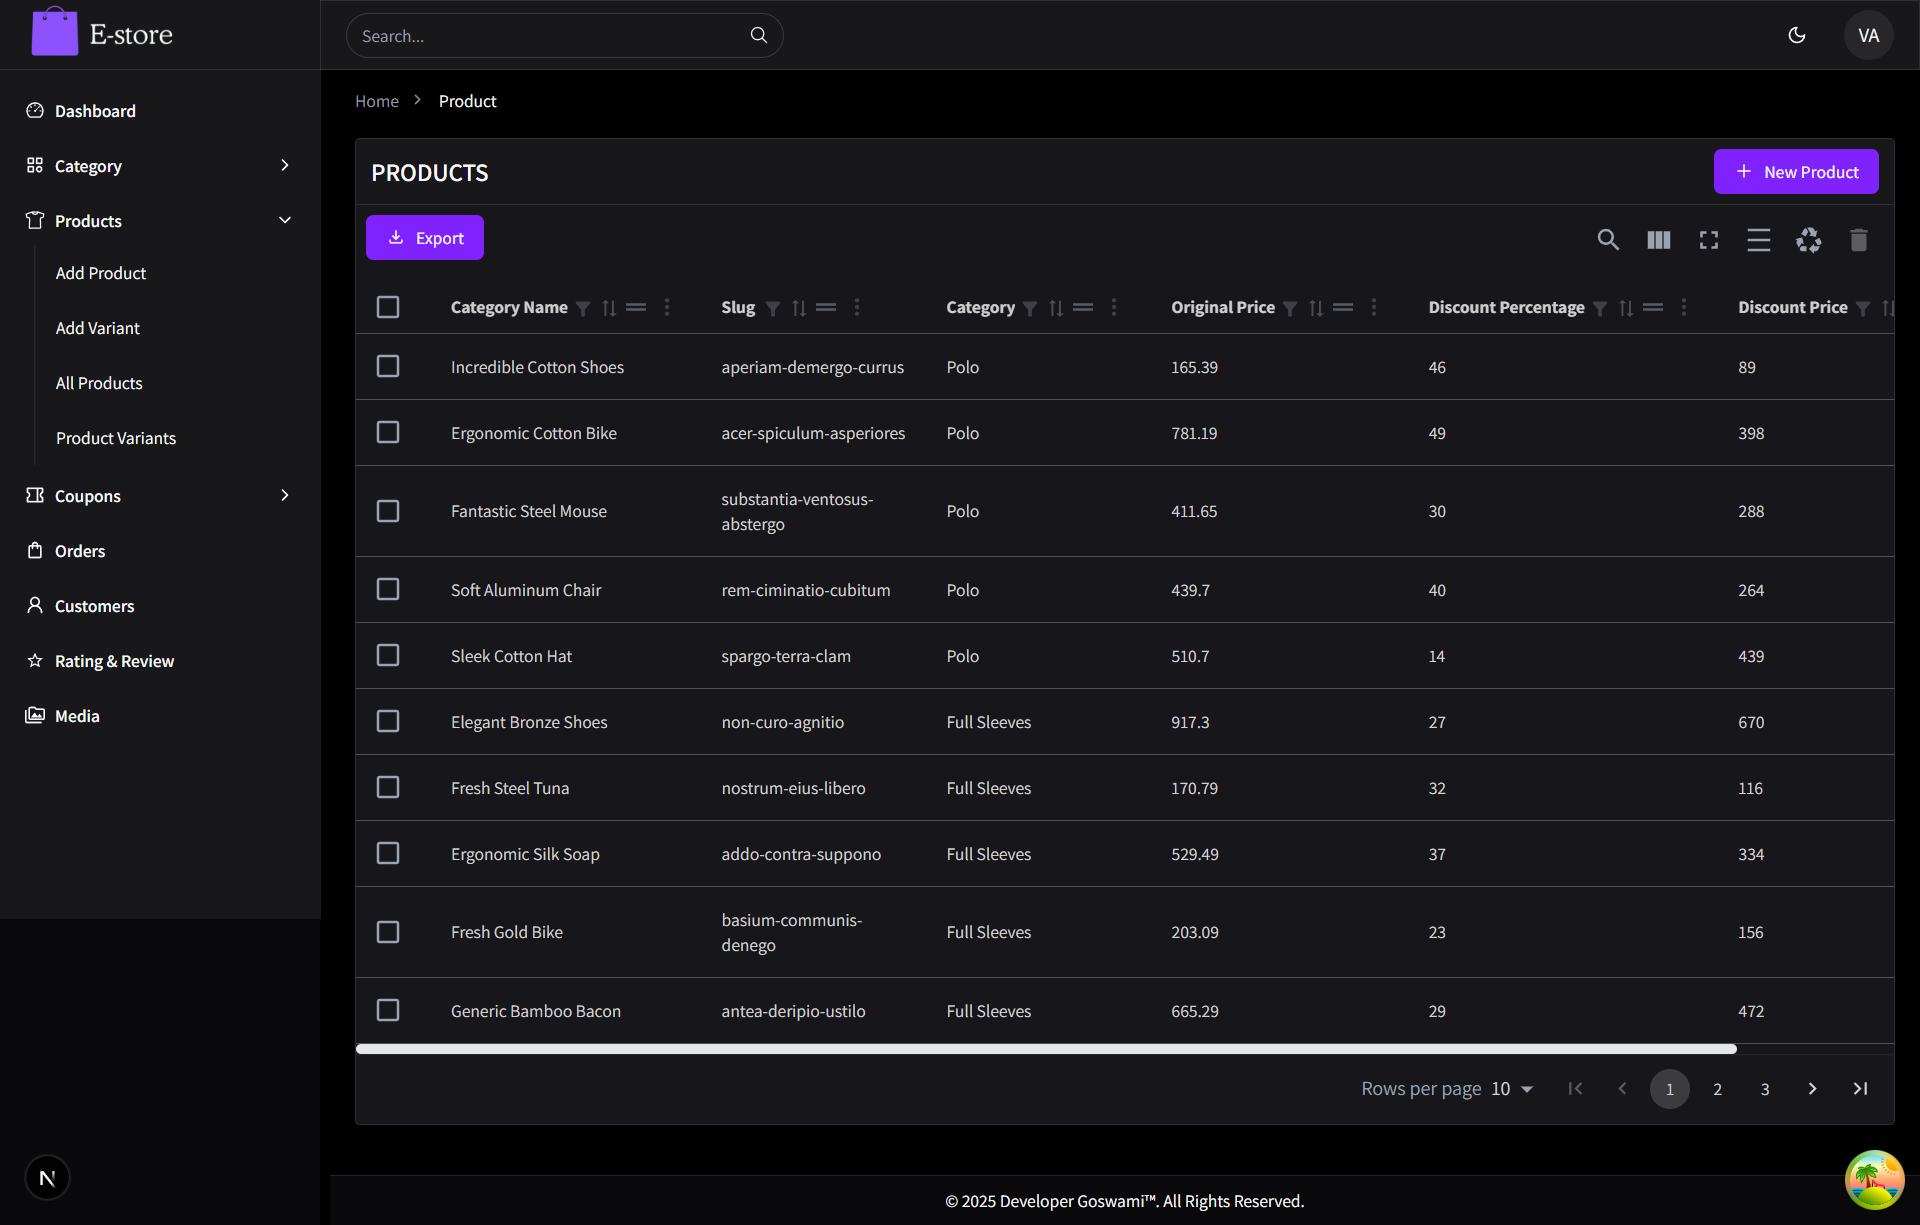 E-store
Search...
VA
Dashboard
Category
Products
Add Product
Add Variant
All Products
Product Variants
Coupons
Orders
Customers
Rating & Review
Media
N
Home
Product
PRODUCTS
New Product
Export
Category Name Slug Category Original Price Discount Percentage Discount Price
Incredible Cotton Shoes aperiam-demergo-currus Polo 165.39 46 89
Ergonomic Cotton Bike acer-spiculum-asperiores Polo 781.19 49 398
Fantastic Steel Mouse substantia-ventosus-
abstergo Polo 411.65 30 288
Soft Aluminum Chair rem-ciminatio-cubitum Polo 439.7 40 264
Sleek Cotton Hat spargo-terra-clam Polo 510.7 14 439
Elegant Bronze Shoes non-curo-agnitio Full Sleeves 917.3 27 670
Fresh Steel Tuna nostrum-eius-libero Full Sleeves 170.79 32 116
Ergonomic Silk Soap addo-contra-suppono Full Sleeves 529.49 37 334
Fresh Gold Bike basium-communis-
denego Full Sleeves 203.09 23 156
Generic Bamboo Bacon antea-deripio-ustilo Full Sleeves 665.29 29 472
Rows per page 10 1 2 3
© 2025 Developer Goswami™. All Rights Reserved.